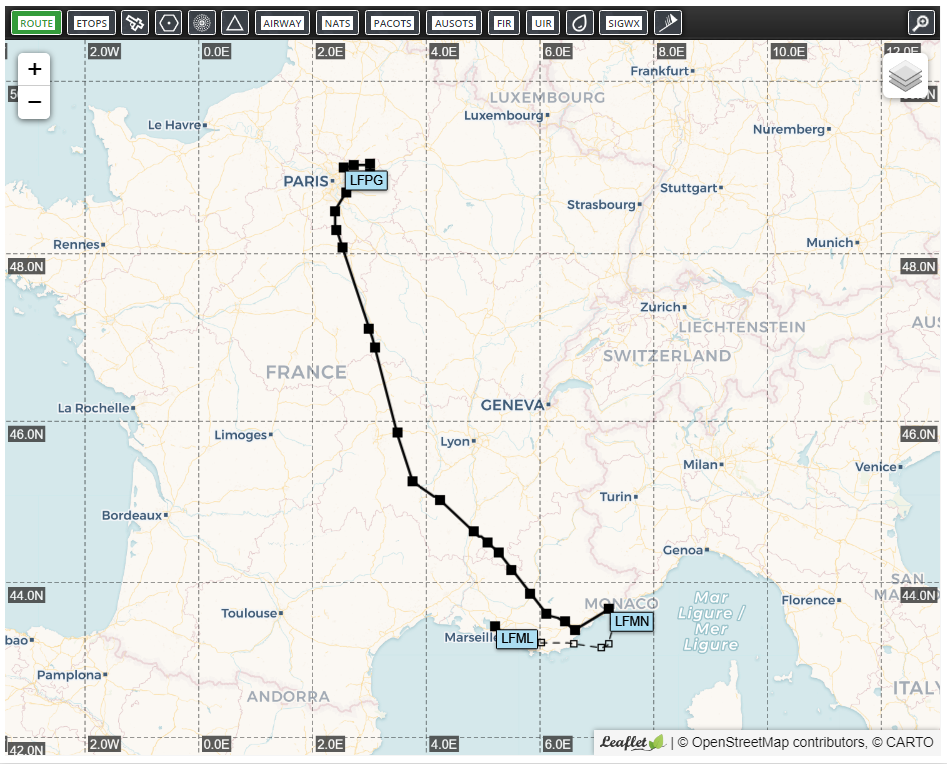 ROUTE ETOPS AIRWAY NATS PACOTS AUSOTS FIR UIR SIGWX
2.0W 0.0E 2.0E 4.0E 6.0E 8.0E 10.0E 12.0E
+
−
Frankfurt
LUXEMBOURG
Luxembourg
Le Havre
Nuremberg
PARIS
LFPG
Stuttgart
Strasbourg
Rennes
Munich
48.0N 48.0N
Zurich
LIECHTENSTEIN
AUS
SWITZERLAND
FRANCE
GENEVA
La Rochelle
46.0N 46.0N
Limoges
Lyon
Milan
Venice
Turin
Bordeaux
Genoa
SAN
44.0N 44.0N
MONACO
Mar
Ligure /
Mer
Ligure
Florence
Toulouse
LFMN
bao
Marseille
LFML
Pamplona
ANDORRA
ITALY
42.0N 2.0W 0.0E 2.0E 4.0E 6.0E
Leaflet | © OpenStreetMap contributors, © CARTO